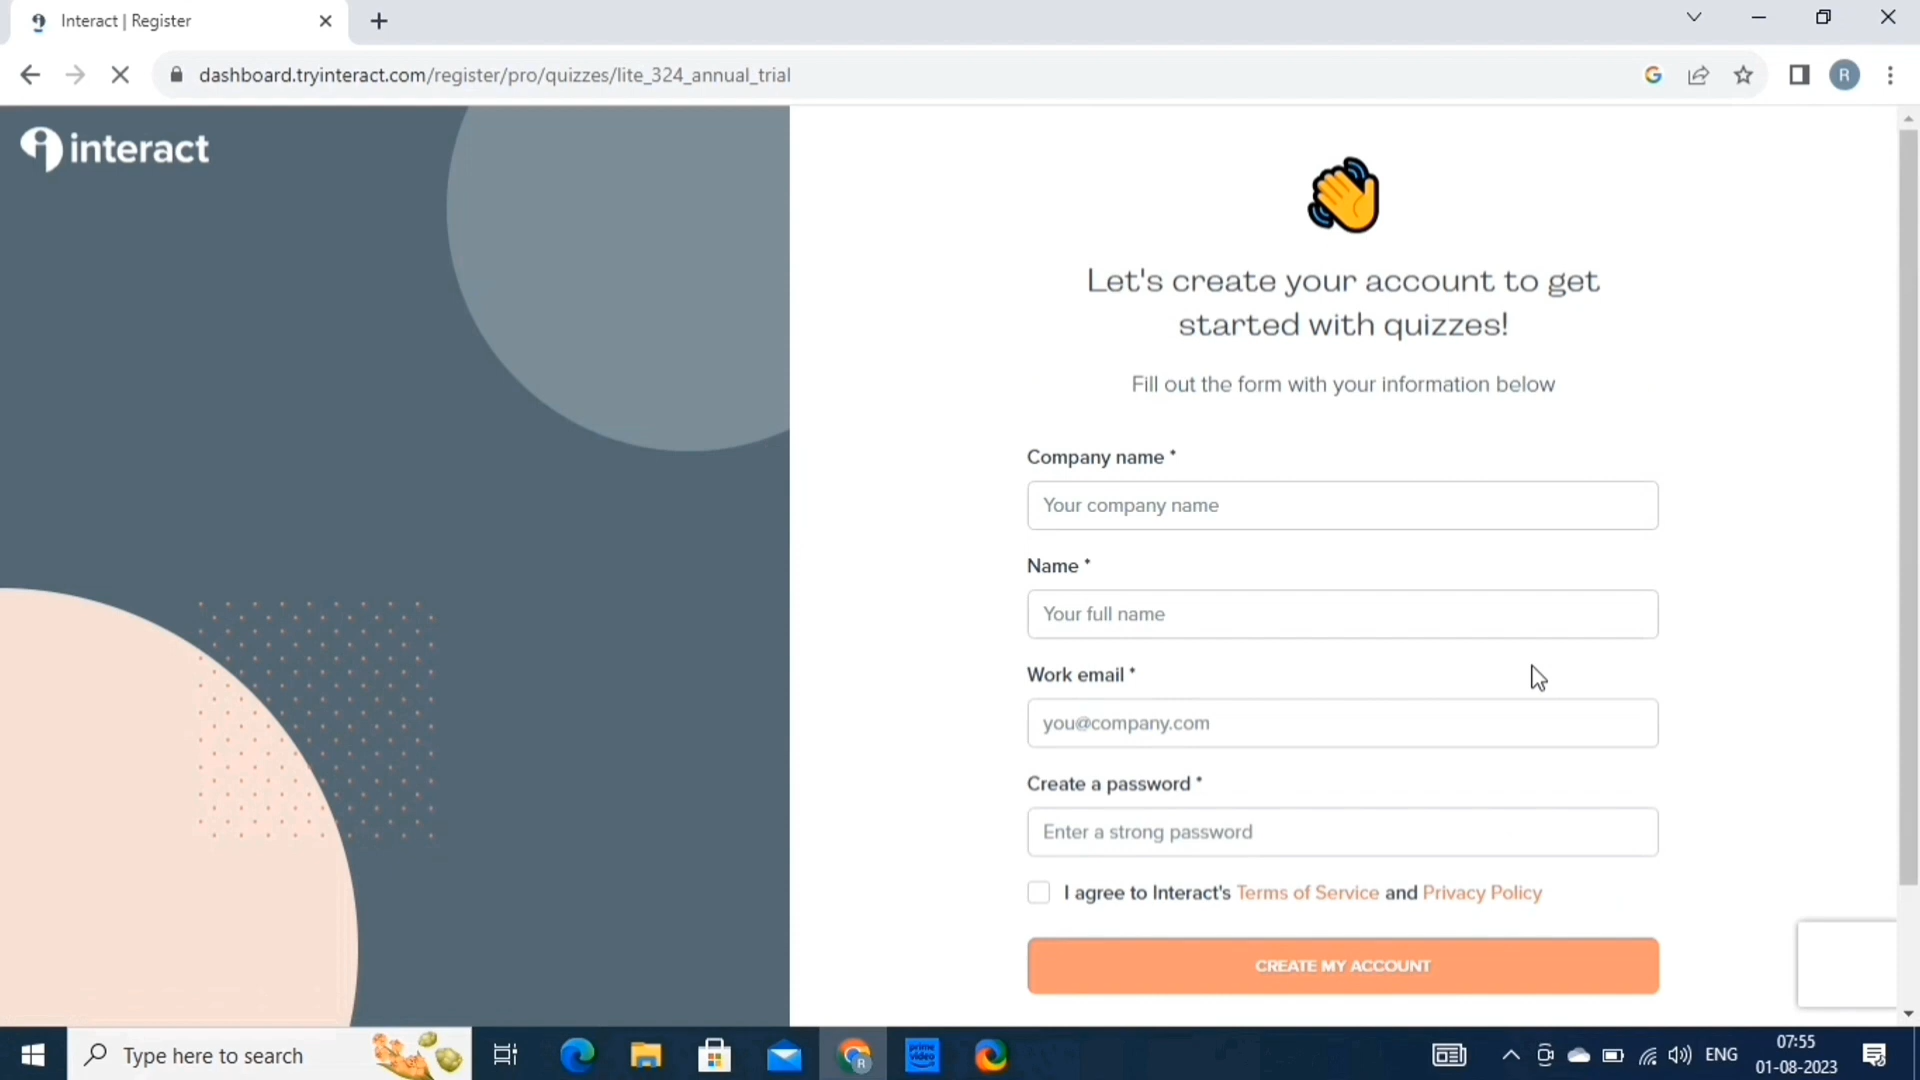 Interact | Register
dashboard.tryinteract.com/register/pro/quizzes/lite_324_annual_trial
R
interact
Let's create your account to get
started with quizzes!
Fill out the form with your information below
Company name *
Your company name
Name *
Your full name
Work email *
you@company.com
Create a password *
Enter a strong password
I agree to Interact's Terms of Service and Privacy Policy
CREATE MY ACCOUNT
Type here to search
R
prime video
ENG
07:55
01-08-2023